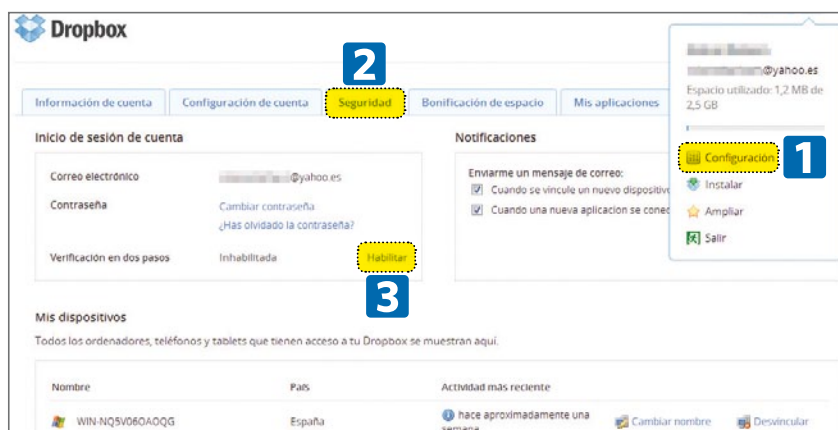 Dropbox
@yahoo.es
Espacio utilizado: 1,2 MB de
2,5 GB
1
Configuración
Instalar
Ampliar
Salir
2
Información de cuenta
Configuración de cuenta
Seguridad
Bonificación de espacio
Mis aplicaciones
Inicio de sesión de cuenta
Correo electrónico @yahoo.es
Contraseña Cambiar contraseña
¿Has olvidado la contraseña?
Verificación en dos pasos Inhabilitada Habilitar
3
Notificaciones
Enviarme un mensaje de correo:
Cuando se vincule un nuevo dispositivo
Cuando una nueva aplicacion se conec
Mis dispositivos
Todos los ordenadores, teléfonos y tablets que tienen acceso a tu Dropbox se muestran aquí.
Nombre País Actividad más reciente
WIN-NQ5V06OAOQG España hace aproximadamente una
semana Cambiar nombre Desvincular